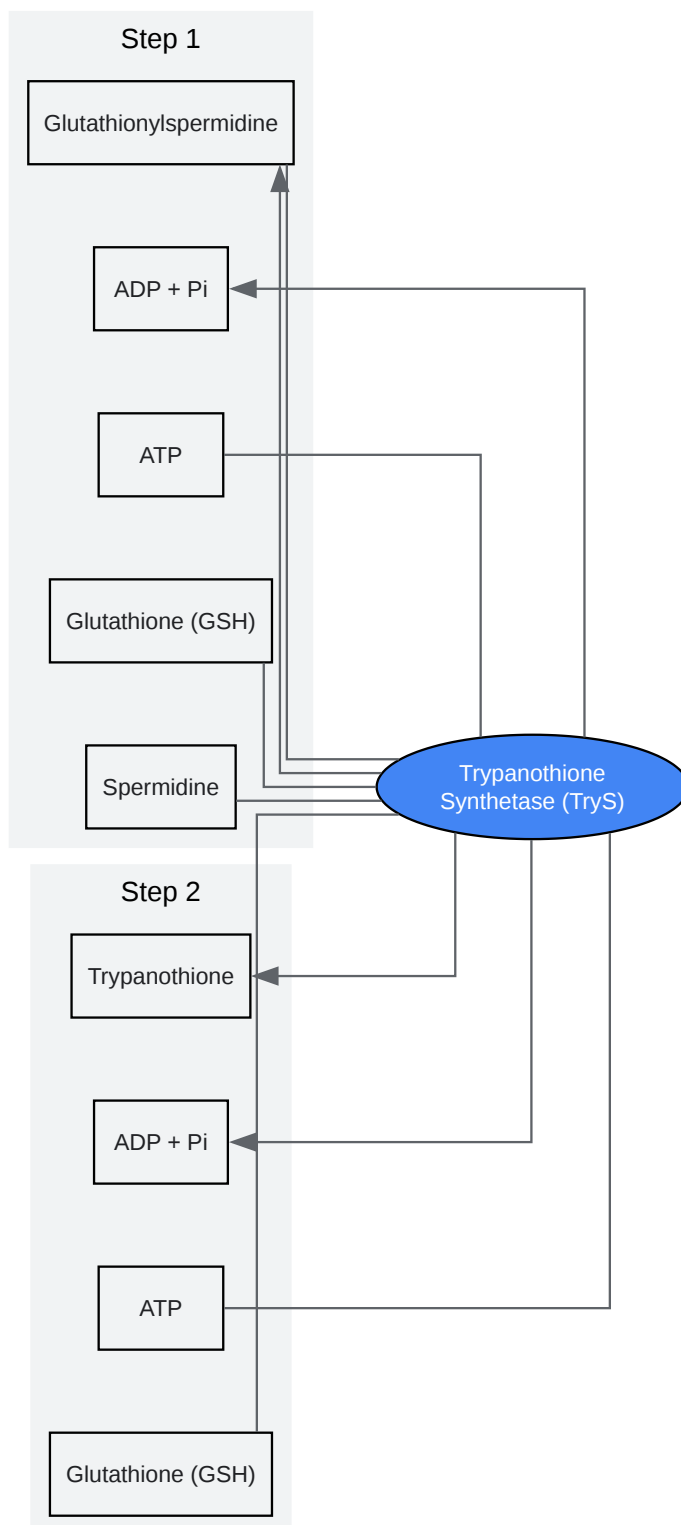 Step 1
Glutathionylspermidine
ADP + Pi
ATP
Glutathione (GSH)
Spermidine
Trypanothione
Synthetase (TryS)
Step 2
Trypanothione
ADP + Pi
ATP
Glutathione (GSH)